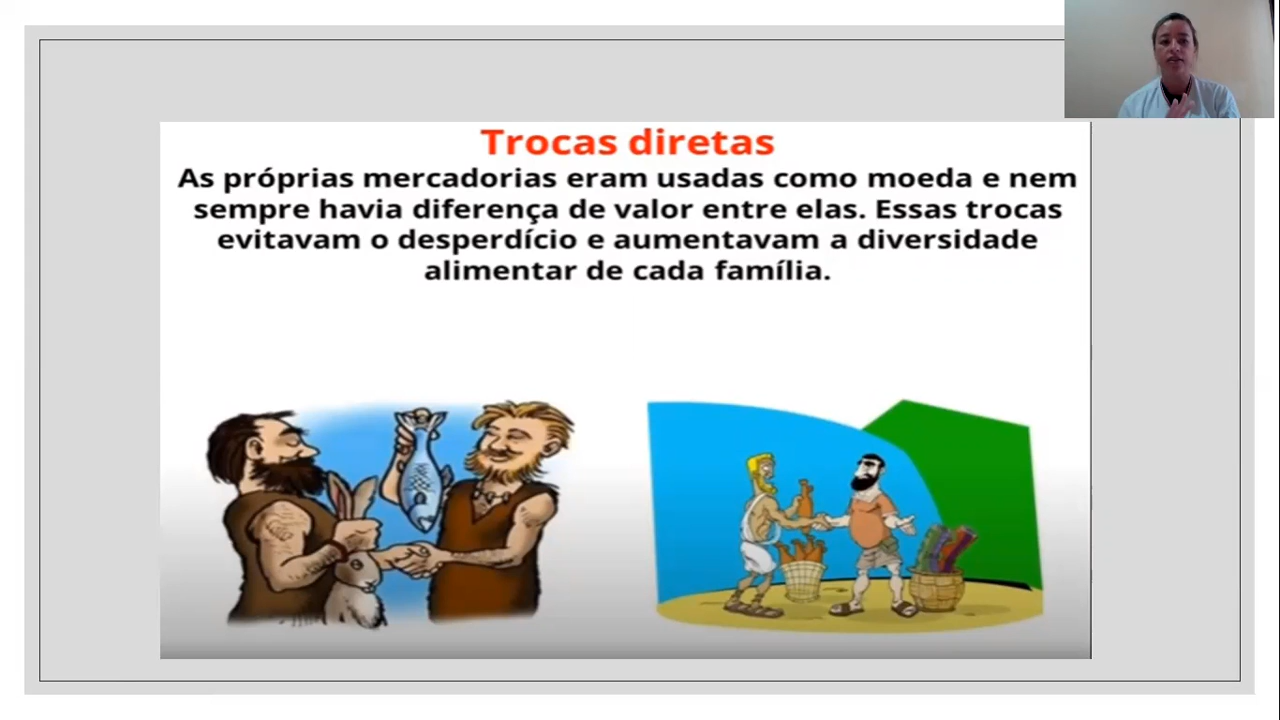 Trocas diretas
As próprias mercadorias eram usadas como moeda e nem
sempre havia diferença de valor entre elas. Essas trocas
evitavam o desperdício e aumentavam a diversidade
alimentar de cada família.